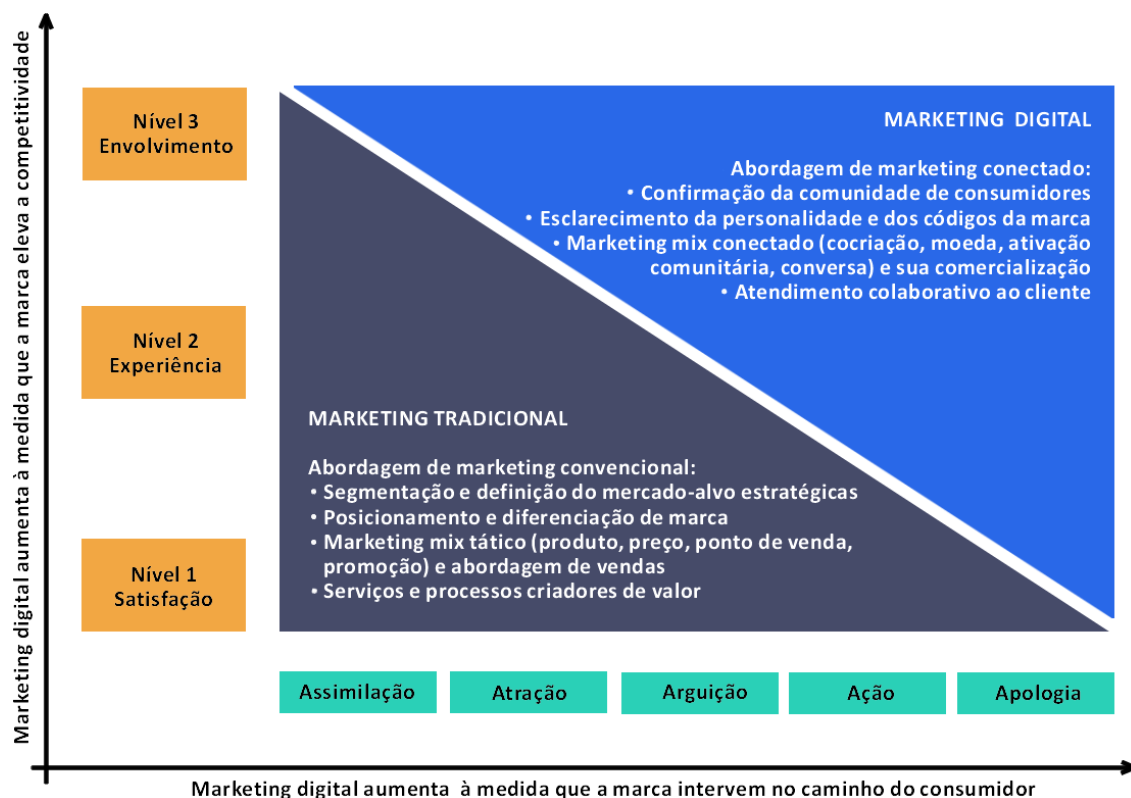 Marketing digital aumenta à medida que a marca eleva a competitividade
Nível 3
Envolvimento
Nível 2
Experiência
Nível 1
Satisfação
MARKETING DIGITAL
Abordagem de marketing conectado:
• Confirmação da comunidade de consumidores
• Esclarecimento da personalidade e dos códigos da marca
• Marketing mix conectado (cocriação, moeda, ativação
comunitária, conversa) e sua comercialização
• Atendimento colaborativo ao cliente
MARKETING TRADICIONAL
Abordagem de marketing convencional:
• Segmentação e definição do mercado-alvo estratégicas
• Posicionamento e diferenciação de marca
• Marketing mix tático (produto, preço, ponto de venda,
promoção) e abordagem de vendas
• Serviços e processos criadores de valor
Assimilação
Atração
Arguição
Ação
Apologia
Marketing digital aumenta à medida que a marca intervem no caminho do consumidor